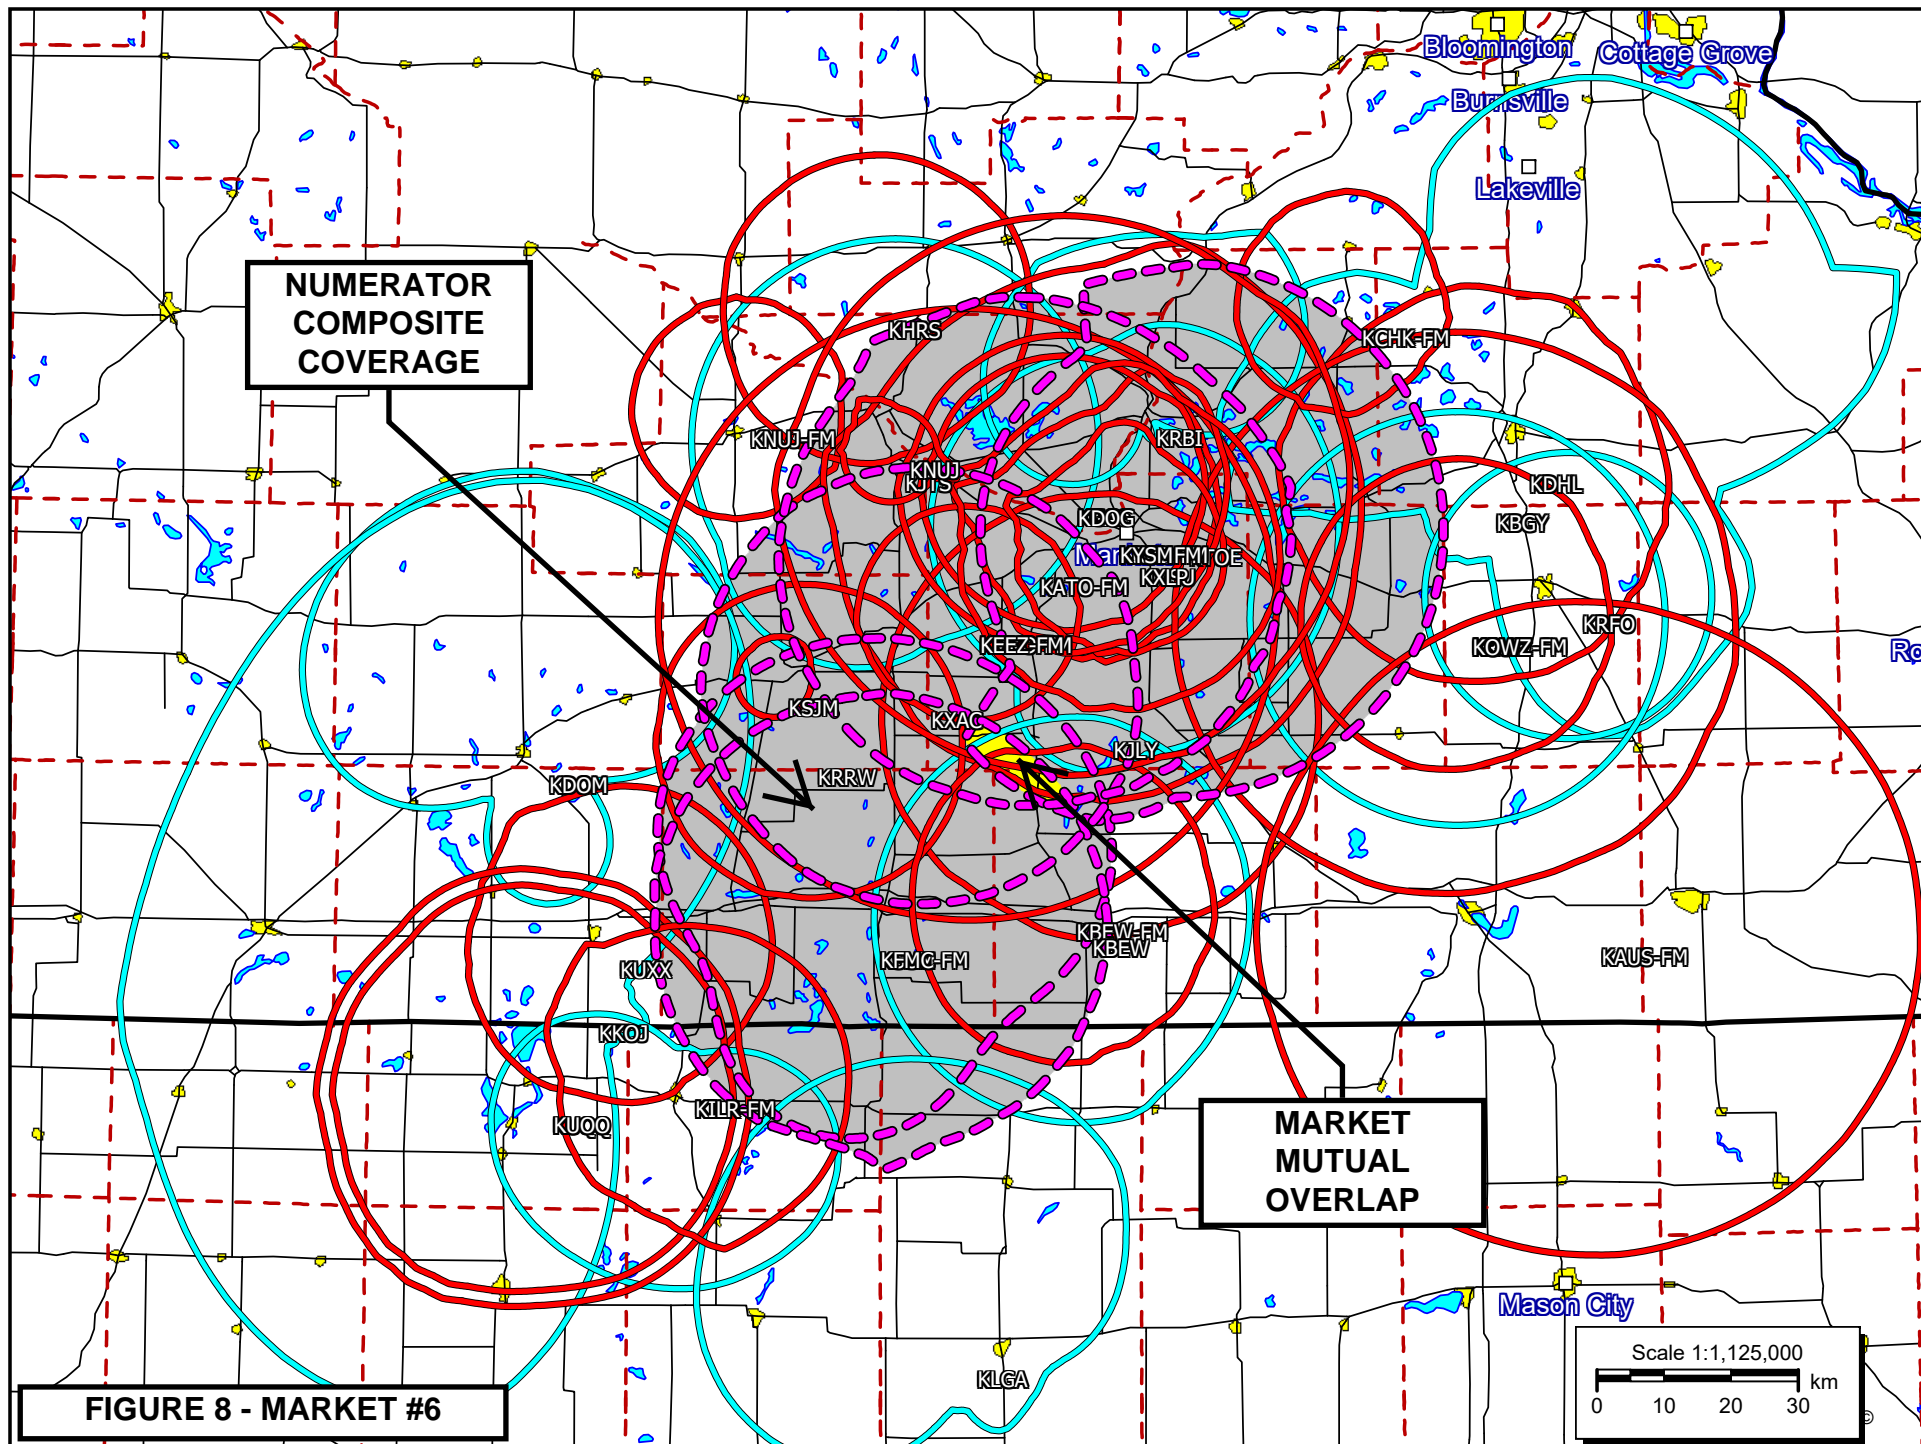 Bloomington
Cottage Grove
Burnsville
Lakeville
NUMERATOR
COMPOSITE
COVERAGE
KHRS
KCHK-FM
KNUJ-FM
KRBI
KNUJ
KJTS
KDHL
KDOG
KBGY
KYSM
KATO-FM
KRFO
KEEZ-FM
KOWZ-FM
KSJM
KXAC
KJLY
KRRW
KDOM
KBEW-FM
KBEW
KFMC-FM
KAUS-FM
KUXX
KKOJ
KILR-FM
KUQQ
MARKET
MUTUAL
OVERLAP
Mason City
Scale 1:1,125,000
km
0 10 20 30
KLGA
FIGURE 8 - MARKET #6
©